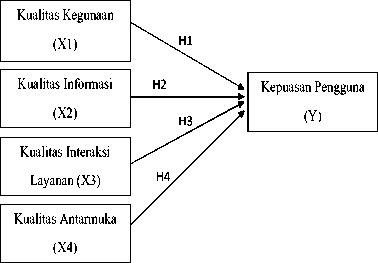 Kualitas Kegunaan
(X1)
H1
Kualitas Informasi
(X2)
H2
Kepuasan Pengguna
(Y)
H3
Kualitas Interaksi
Layanan (X3)
H4
Kualitas Antarmuka
(X4)